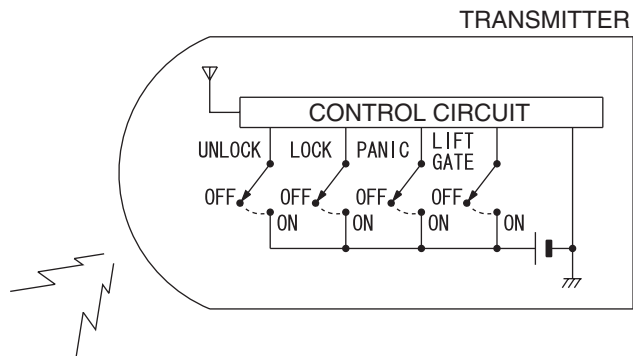 TRANSMITTER
CONTROL CIRCUIT
UNLOCK LOCK PANIC LIFT
GATE
OFF OFF OFF OFF
ON ON ON ON